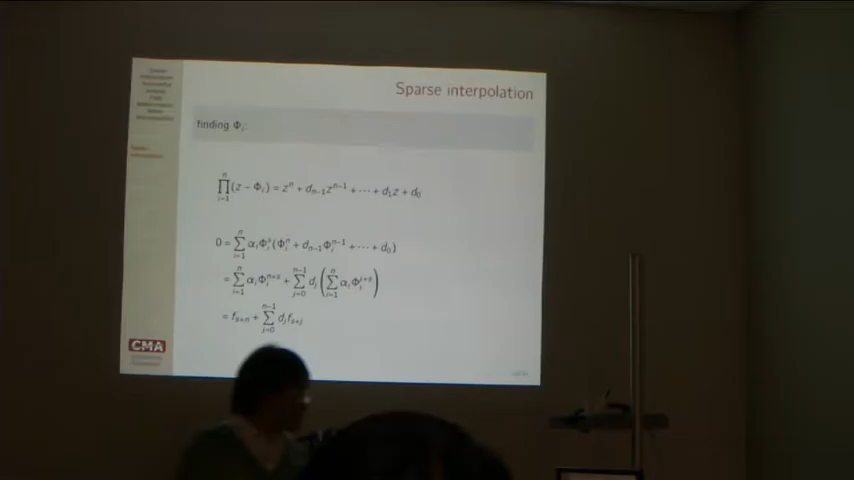 Sparse interpolation
finding Φᵢ:
∏ᵢ₌₁ⁿ (z − Φᵢ) = zⁿ + dₙ₋₁zⁿ⁻¹ + ⋯ + d₁z + d₀
0 = ∑ᵢ₌₁ⁿ αᵢΦᵢˢ(Φᵢⁿ + dₙ₋₁Φᵢⁿ⁻¹ + ⋯ + d₀)
= ∑ᵢ₌₁ⁿ αᵢΦᵢⁿ⁺ˢ + ∑ⱼ₌₀ⁿ⁻¹ dⱼ (∑ᵢ₌₁ⁿ αᵢΦᵢʲ⁺ˢ)
= fₛ₊ₙ + ∑ⱼ₌₀ⁿ⁻¹ dⱼfₛ₊ⱼ
CMA